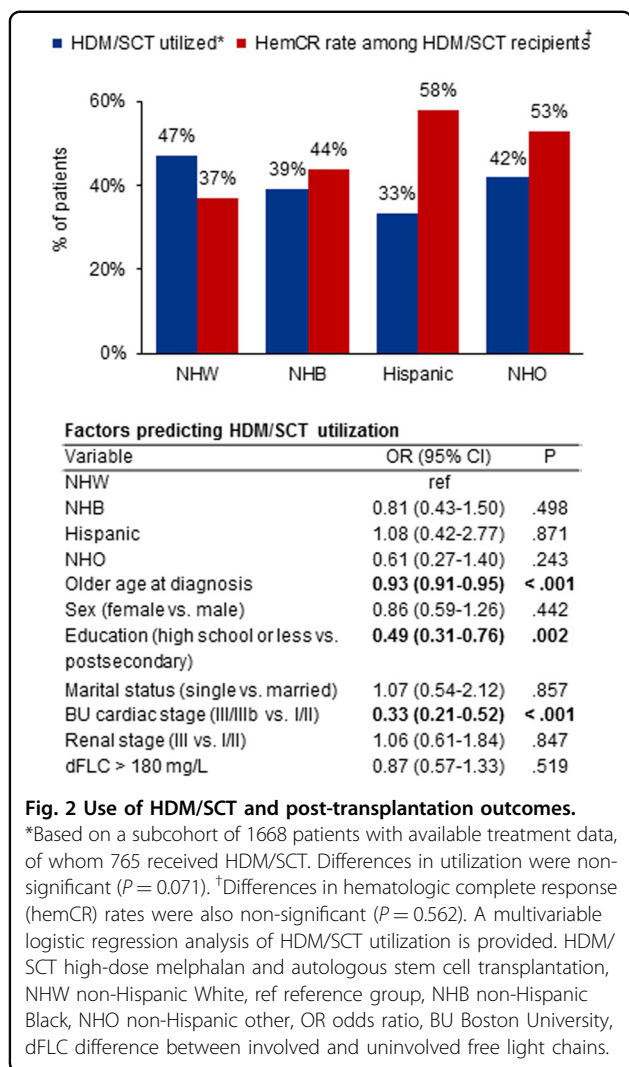 HDM/SCT utilized* HemCR rate among HDM/SCT recipients†
60%
40%
20%
0%
% of patients
47%
37%
39%
44%
33%
58%
42%
53%
NHW NHB Hispanic NHO
Factors predicting HDM/SCT utilization
Variable OR (95% CI) P
NHW ref
NHB 0.81 (0.43-1.50) .498
Hispanic 1.08 (0.42-2.77) .871
NHO 0.61 (0.27-1.40) .243
Older age at diagnosis 0.93 (0.91-0.95) < .001
Sex (female vs. male) 0.86 (0.59-1.26) .442
Education (high school or less vs. 0.49 (0.31-0.76) .002
postsecondary)
Marital status (single vs. married) 1.07 (0.54-2.12) .857
BU cardiac stage (III/IIIb vs. I/II) 0.33 (0.21-0.52) < .001
Renal stage (III vs. I/II) 1.06 (0.61-1.84) .847
dFLC > 180 mg/L 0.87 (0.57-1.33) .519
Fig. 2 Use of HDM/SCT and post-transplantation outcomes.
*Based on a subcohort of 1668 patients with available treatment data,
of whom 765 received HDM/SCT. Differences in utilization were non-
significant (P = 0.071). †Differences in hematologic complete response
(hemCR) rates were also non-significant (P = 0.562). A multivariable
logistic regression analysis of HDM/SCT utilization is provided. HDM/
SCT high-dose melphalan and autologous stem cell transplantation,
NHW non-Hispanic White, ref reference group, NHB non-Hispanic
Black, NHO non-Hispanic other, OR odds ratio, BU Boston University,
dFLC difference between involved and uninvolved free light chains.